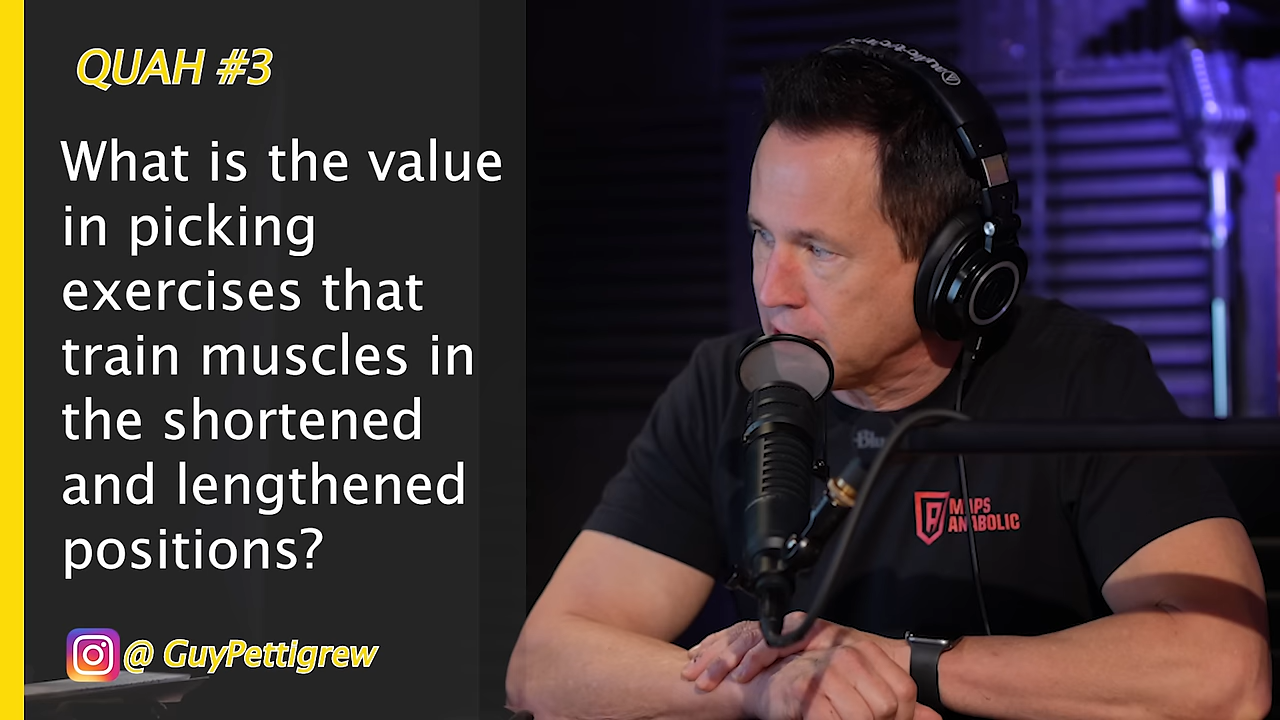 QUAH #3
What is the value
in picking
exercises that
train muscles in
the shortened
and lengthened
positions?
@ GuyPettIgrew
MAPS
ANABOLIC